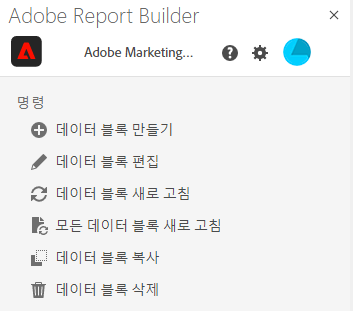 Adobe Report Builder
Adobe Marketing...
명령
데이터 블록 만들기
데이터 블록 편집
데이터 블록 새로 고침
모든 데이터 블록 새로 고침
데이터 블록 복사
데이터 블록 삭제